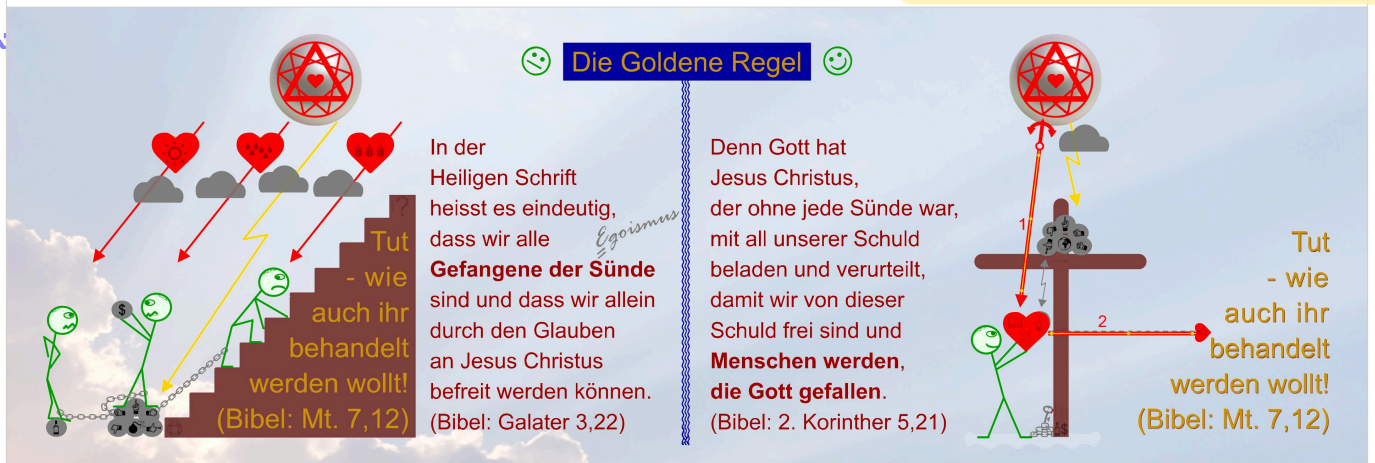 Die Goldene Regel
$
?
Tut
- wie
auch ihr
behandelt
werden wollt!
(Bibel: Mt. 7,12)
In der
Heiligen Schrift
heisst es eindeutig,
dass wir alle
Egoismus
Gefangene der Sünde
sind und dass wir allein
durch den Glauben
an Jesus Christus
befreit werden können.
(Bibel: Galater 3,22)
Denn Gott hat
Jesus Christus,
der ohne jede Sünde war,
mit all unserer Schuld
beladen und verurteilt,
damit wir von dieser
Schuld frei sind und
Menschen werden,
die Gott gefallen.
(Bibel: 2. Korinther 5,21)
1
2
Tut
- wie
auch ihr
behandelt
werden wollt!
(Bibel: Mt. 7,12)